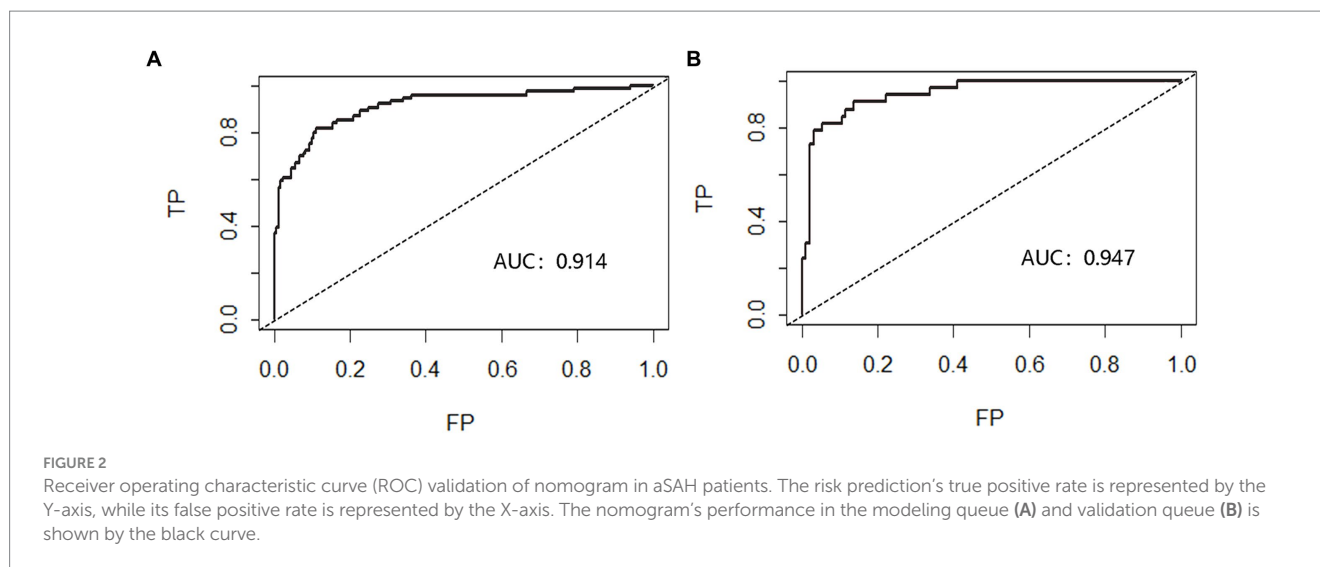 A
B
TP
0.8
0.4
0.0
AUC: 0.914
0.0 0.2 0.4 0.6 0.8 1.0
FP
TP
0.8
0.4
0.0
AUC: 0.947
0.0 0.2 0.4 0.6 0.8 1.0
FP
FIGURE 2
Receiver operating characteristic curve (ROC) validation of nomogram in aSAH patients. The risk prediction's true positive rate is represented by the
Y-axis, while its false positive rate is represented by the X-axis. The nomogram's performance in the modeling queue (A) and validation queue (B) is
shown by the black curve.